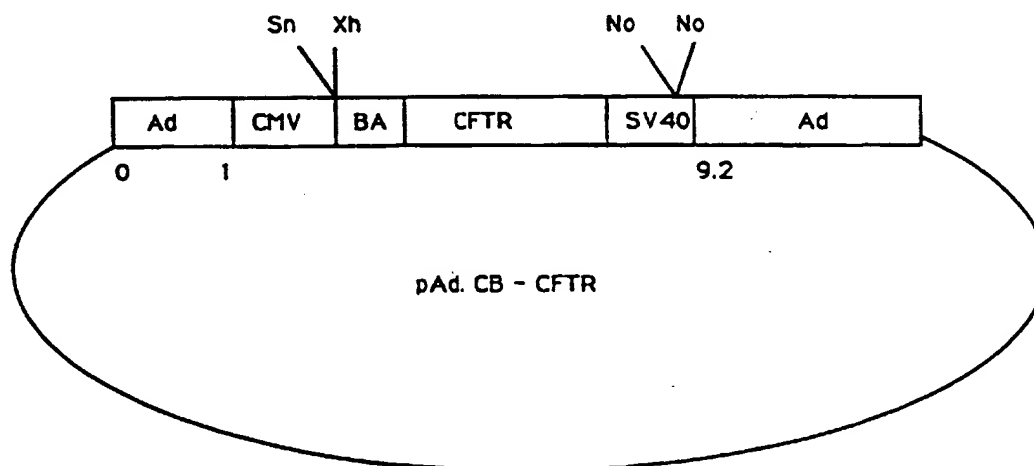 Sn Xh No No
Ad CMV BA CFTR SV40 Ad
0 1 9.2
pAd. CB - CFTR